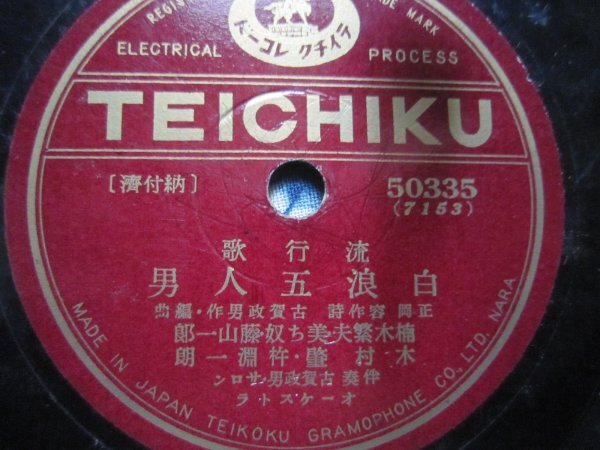 REGIS
MARK
テイチクレコード
ELECTRICAL PROCESS
TEICHIKU
〔納付濟〕
50335
(7153)
流行歌
白浪五人男
正岡 容作詩 古賀政男作・編曲
楠木繁夫・美ち奴・藤山一郎
木村 肇・杵淵一朗
伴奏 古賀政男サロン
オーケストラ
MADE IN JAPAN TEIKOKU GRAMOPHONE CO., LTD. NARA